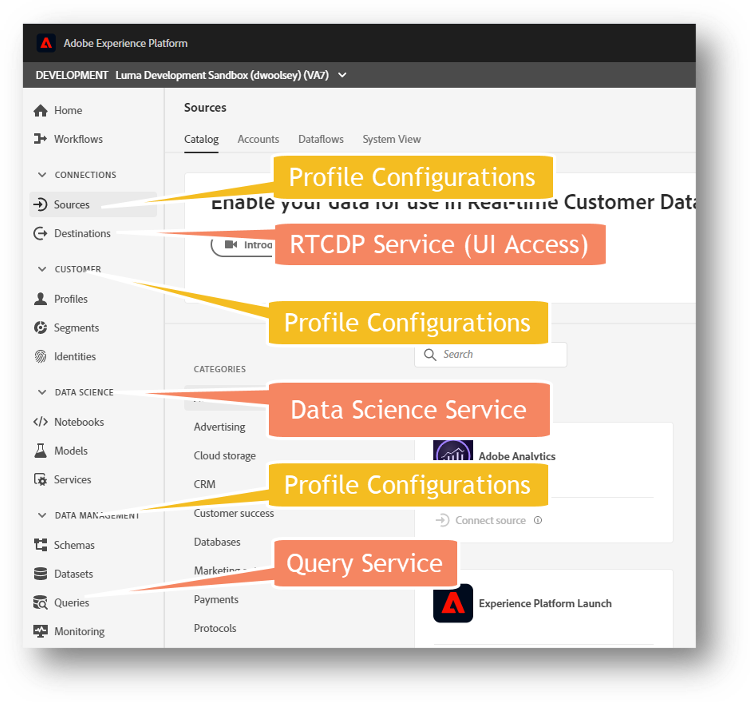 Adobe Experience Platform
DEVELOPMENT Luma Development Sandbox (dwoolsey) (VA7)
Home
Workflows
CONNECTIONS
Sources
Destinations
CUSTOMER
Profiles
Segments
Identities
DATA SCIENCE
Notebooks
Models
Services
DATA MANAGEMENT
Schemas
Datasets
Queries
Monitoring
Sources
Catalog Accounts Dataflows System View
Profile Configurations
Enable your data for use in Real-time Customer Data
RTCDP Service (UI Access)
Profile Configurations
Search
CATEGORIES
Data Science Service
Advertising
Cloud storage
Adobe Analytics
CRM
Profile Configurations
Customer success
Connect source
Databases
Query Service
Payments
Experience Platform Launch
Protocols